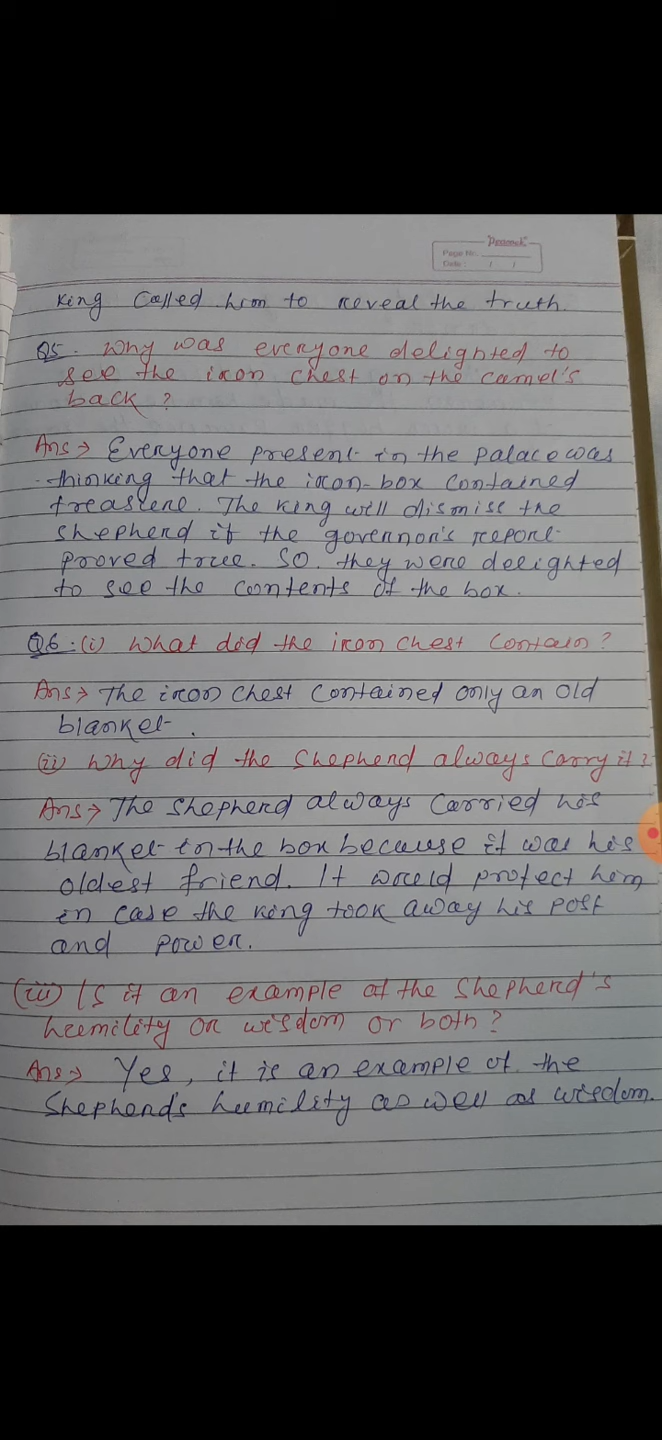 Personal
Page No.
Date : / /
King Called him to reveal the truth.
Q5. Why was everyone delighted to
see the iron chest on the camel's
back ?
Ans → Everyone present in the palace was
thinking that the iron-box contained
treasure. The King will dismiss the
shepherd if the governor's report
proved true. So they were delighted
to see the contents of the box.
Q6. (i) What did the iron chest contain ?
Ans → The iron chest contained only an old
blanket.
(ii) Why did the Shepherd always carry it ?
Ans → The Shepherd always carried his
blanket in the box because it was his
oldest friend. It would protect him
in case the king took away his post
and power.
(iii) Is it an example of the Shepherd's
humility or wisdom or both ?
Ans → Yes, it is an example of the
Shepherd's humility as well as wisdom.